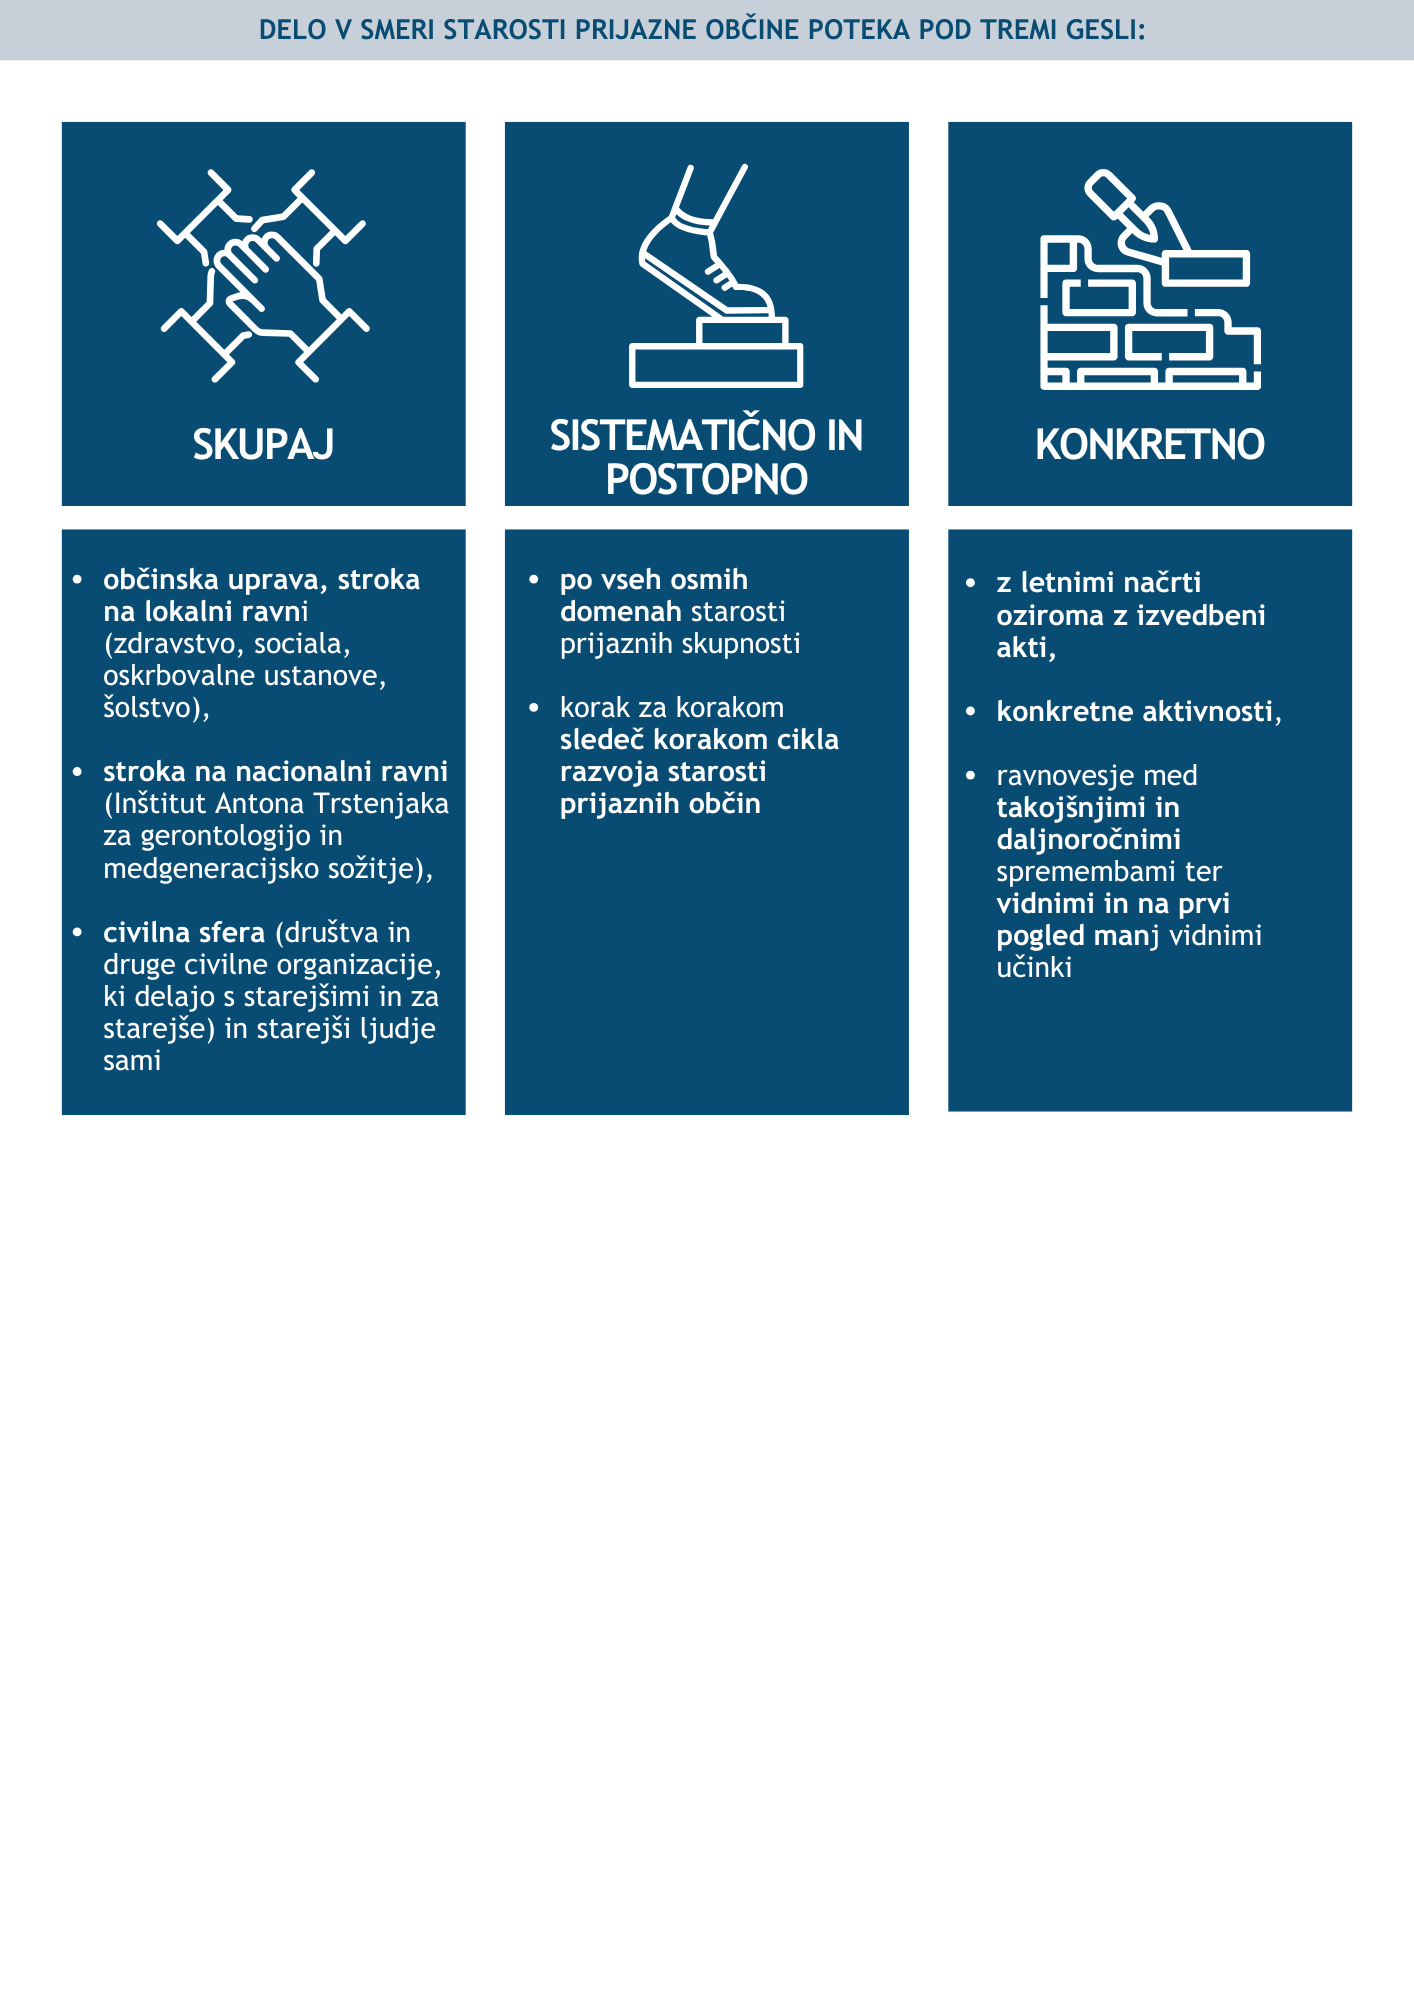 DELO V SMERI STAROSTI PRIJAZNE OBČINE POTEKA POD TREMI GESLI:
SKUPAJ
• občinska uprava, stroka
na lokalni ravni
(zdravstvo, sociala,
oskrbovalne ustanove,
šolstvo),
• stroka na nacionalni ravni
(Inštitut Antona Trstenjaka
za gerontologijo in
medgeneracijsko sožitje),
• civilna sfera (društva in
druge civilne organizacije,
ki delajo s starejšimi in za
starejše) in starejši ljudje
sami
SISTEMATIČNO IN
POSTOPNO
• po vseh osmih
domenah starosti
prijaznih skupnosti
• korak za korakom
sledeč korakom cikla
razvoja starosti
prijaznih občin
KONKRETNO
• z letnimi načrti
oziroma z izvedbeni
akti,
• konkretne aktivnosti,
• ravnovesje med
takojšnjimi in
daljnoročnimi
spremembami ter
vidnimi in na prvi
pogled manj vidnimi
učinki